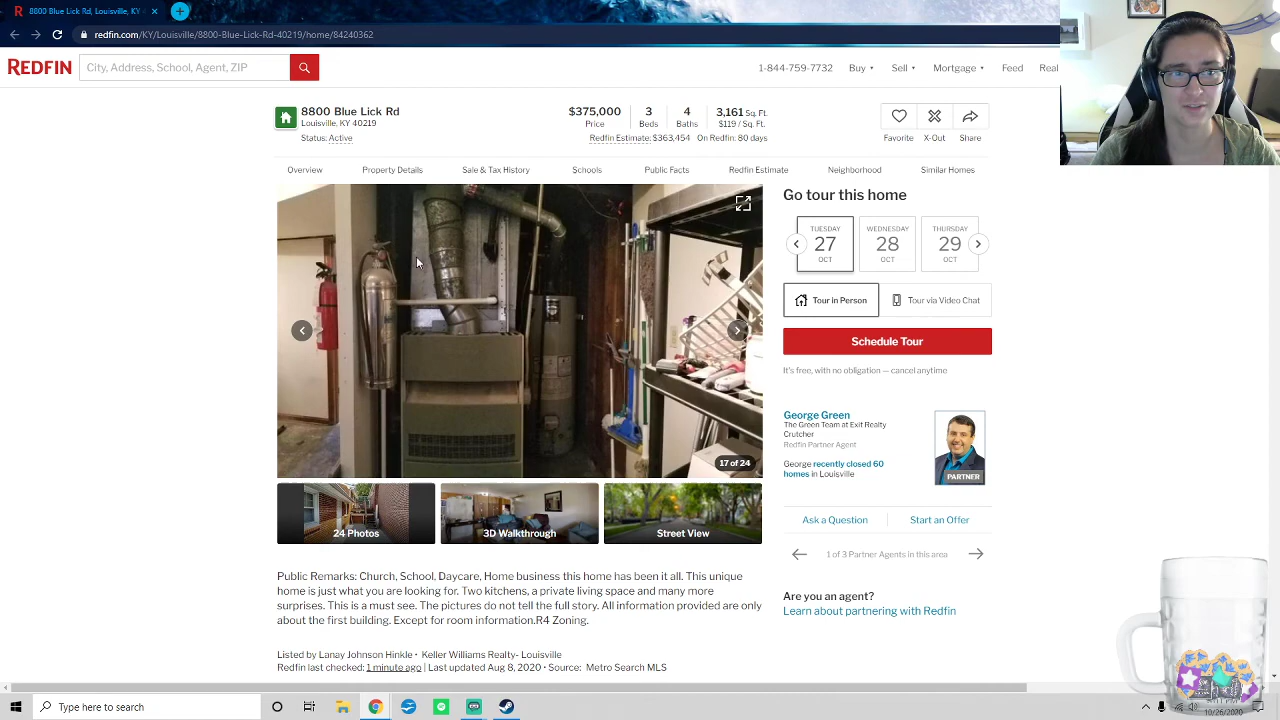 8800 Blue Lick Rd, Louisville, KY
redfin.com/KY/Louisville/8800-Blue-Lick-Rd-40219/home/84240392
REDFIN
City, Address, School, Agent, ZIP
1-844-759-7732 Buy Sell Mortgage Feed Real
8800 Blue Lick Rd
Louisville, KY 40219
Status: Active
$375,000
Price
3
Beds
4
Baths
3,161 Sq. Ft.
$119 / Sq. Ft.
Redfin Estimate: $363,454 On Redfin: 80 days
Favorite X-Out Share
Overview Property Details Sale & Tax History Schools Public Facts Redfin Estimate Neighborhood Similar Homes
17 of 24
24 Photos
3D Walkthrough
Street View
Go tour this home
TUESDAY
27
OCT
WEDNESDAY
28
OCT
THURSDAY
29
OCT
Tour in Person
Tour via Video Chat
Schedule Tour
It's free, with no obligation — cancel anytime
George Green
The Green Team at Exit Realty
Crutcher
Redfin Partner Agent
George recently closed 60
homes in Louisville
PARTNER
Ask a Question Start an Offer
1 of 3 Partner Agents in this area
Are you an agent?
Learn about partnering with Redfin
Public Remarks: Church, School, Daycare, Home business this home has been it all. This unique
home is just what you are looking for. Two kitchens, a private living space and many more
surprises. This is a must see. The pictures do not tell the full story. All information provided are only
about the first building. Except for room information.R4 Zoning.
Listed by Lanay Johnson Hinkle • Keller Williams Realty- Louisville
Redfin last checked: 1 minute ago | Last updated Aug 8, 2020 • Source: Metro Search MLS
Type here to search
10/26/2020